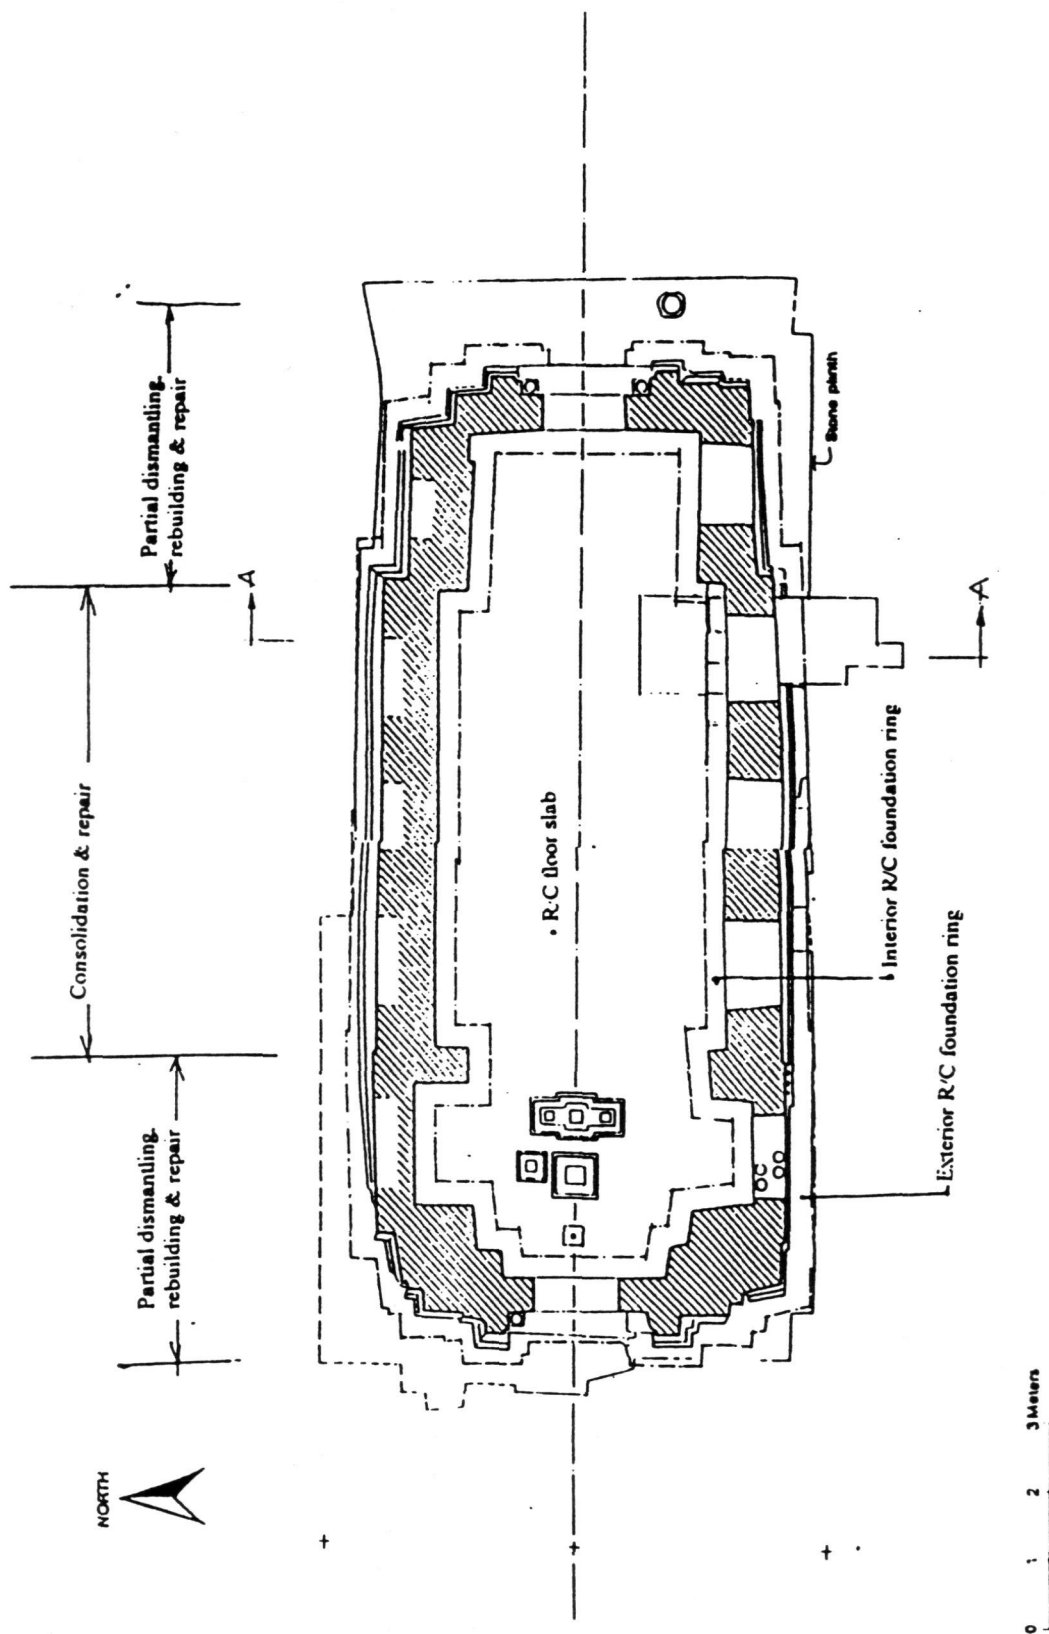 Partial dismantling,
rebuilding & repair
Consolidation & repair
Partial dismantling,
rebuilding & repair
A
A
Stone plinth
R.C floor slab
Interior R/C foundation ring
Exterior R/C foundation ring
NORTH
0 1 2 3 Meters